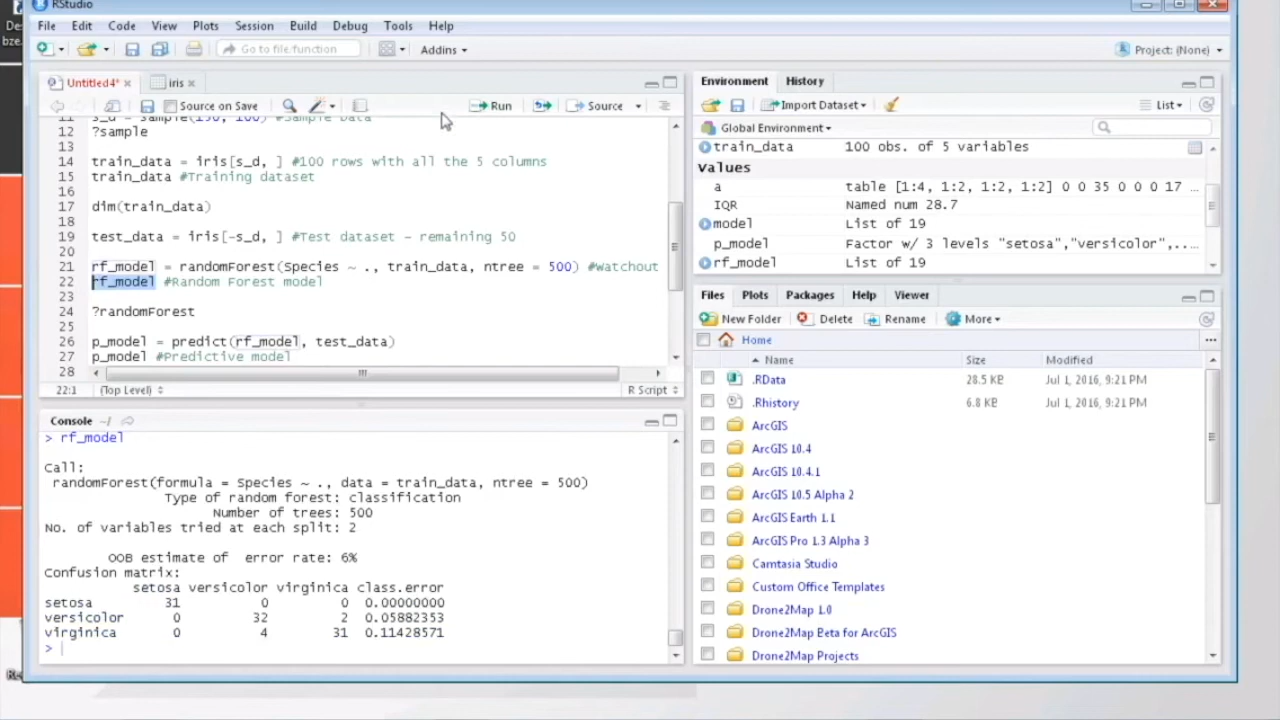 RStudio
File Edit Code View Plots Session Build Debug Tools Help
Go to file/function Addins Project: (None)
Untitled4* iris
Source on Save Run Source
11 s_d = sample(150, 100) #Sample Data
12 ?sample
13
14 train_data = iris[s_d, ] #100 rows with all the 5 columns
15 train_data #Training dataset
16
17 dim(train_data)
18
19 test_data = iris[-s_d, ] #Test dataset - remaining 50
20
21 rf_model = randomForest(Species ~ ., train_data, ntree = 500) #Watchout
22 rf_model #Random Forest model
23
24 ?randomForest
25
26 p_model = predict(rf_model, test_data)
27 p_model #Predictive model
28
22:1 (Top Level) R Script
Console ~/
> rf_model
Call:
randomForest(formula = Species ~ ., data = train_data, ntree = 500)
Type of random forest: classification
Number of trees: 500
No. of variables tried at each split: 2
OOB estimate of  error rate: 6%
Confusion matrix:
setosa versicolor virginica class.error
setosa 31 0 0 0.00000000
versicolor 0 32 2 0.05882353
virginica 0 4 31 0.11428571
>
Environment History
Import Dataset List
Global Environment
train_data 100 obs. of 5 variables
Values
a table [1:4, 1:2, 1:2, 1:2] 0 0 35 0 0 0 17 ...
IQR Named num 28.7
model List of 19
p_model Factor w/ 3 levels "setosa","versicolor",..
rf_model List of 19
Files Plots Packages Help Viewer
New Folder Delete Rename More
Home ...
Name Size Modified
.RData 28.5 KB Jul 1, 2016, 9:21 PM
.Rhistory 6.8 KB Jul 1, 2016, 9:21 PM
ArcGIS
ArcGIS 10.4
ArcGIS 10.4.1
ArcGIS 10.5 Alpha 2
ArcGIS Earth 1.1
ArcGIS Pro 1.3 Alpha 3
Camtasia Studio
Custom Office Templates
Drone2Map 1.0
Drone2Map Beta for ArcGIS
Drone2Map Projects